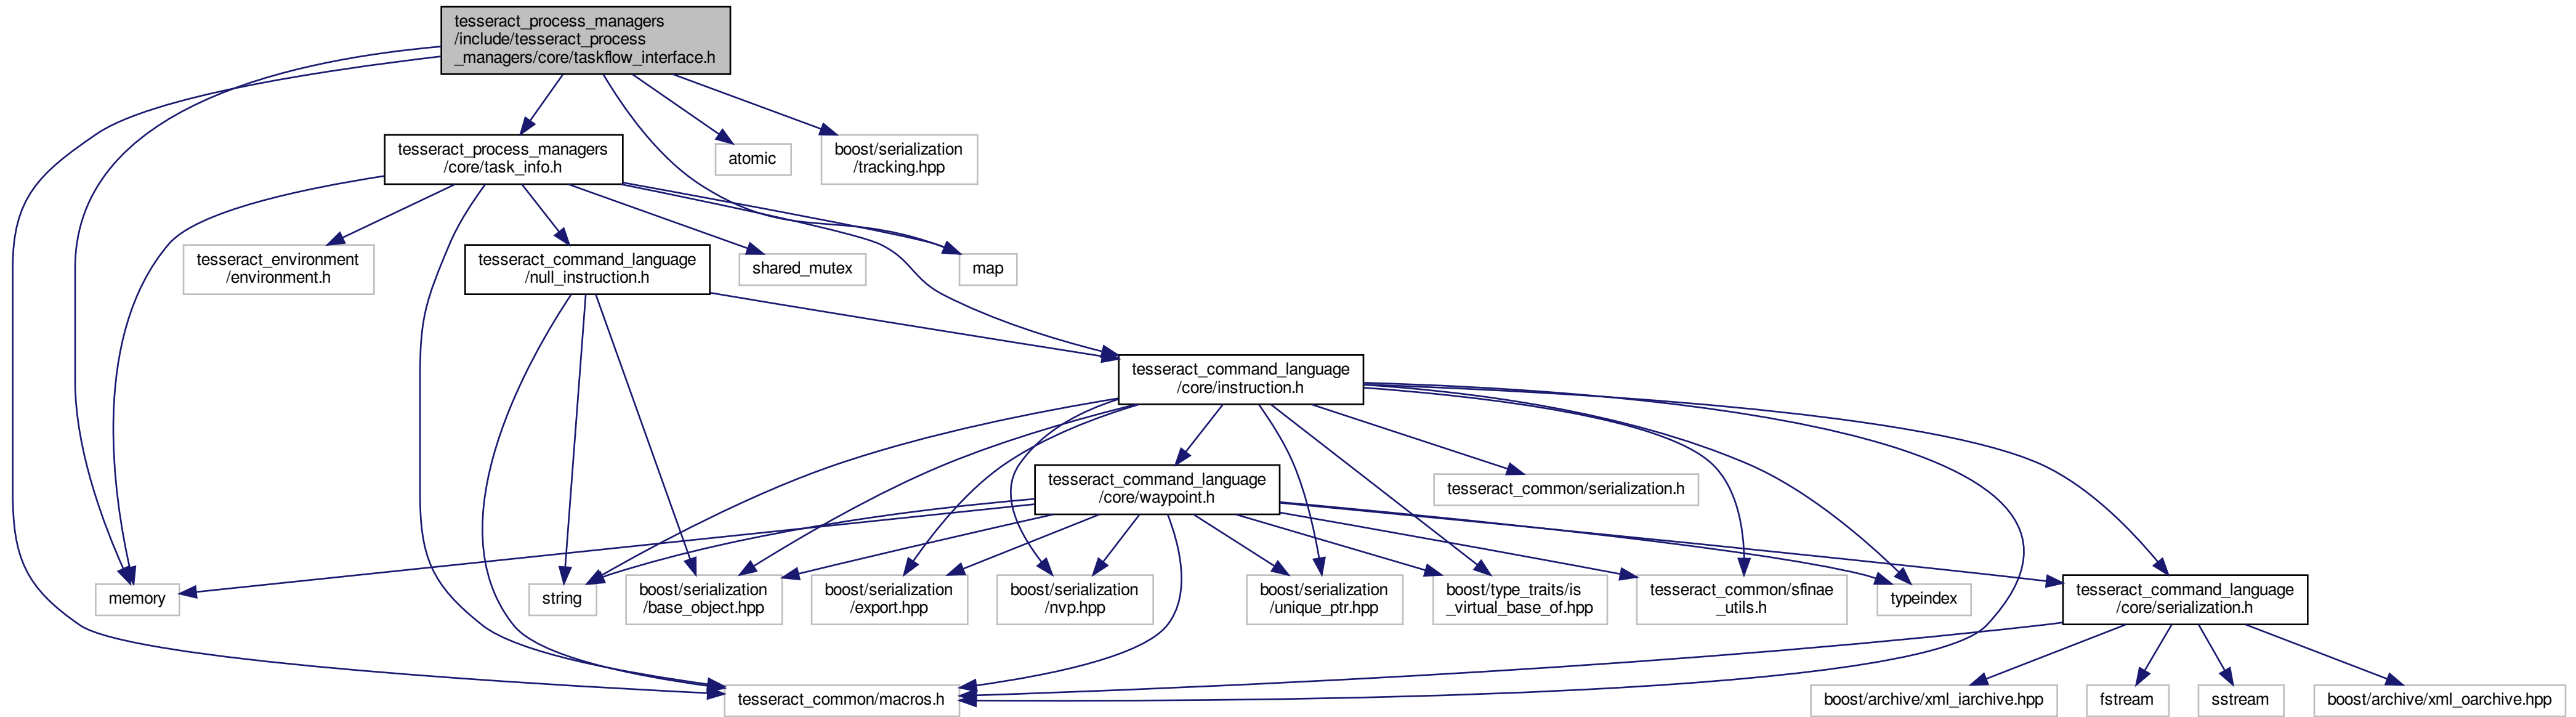 tesseract_process_managers
/include/tesseract_process
_managers/core/taskflow_interface.h
tesseract_process_managers
/core/task_info.h
atomic
boost/serialization
/tracking.hpp
tesseract_environment
/environment.h
tesseract_command_language
/null_instruction.h
shared_mutex
map
tesseract_command_language
/core/instruction.h
tesseract_command_language
/core/waypoint.h
tesseract_common/serialization.h
memory
string
boost/serialization
/base_object.hpp
boost/serialization
/export.hpp
boost/serialization
/nvp.hpp
boost/serialization
/unique_ptr.hpp
boost/type_traits/is
_virtual_base_of.hpp
tesseract_common/sfinae
_utils.h
typeindex
tesseract_command_language
/core/serialization.h
tesseract_common/macros.h
boost/archive/xml_iarchive.hpp
fstream
sstream
boost/archive/xml_oarchive.hpp